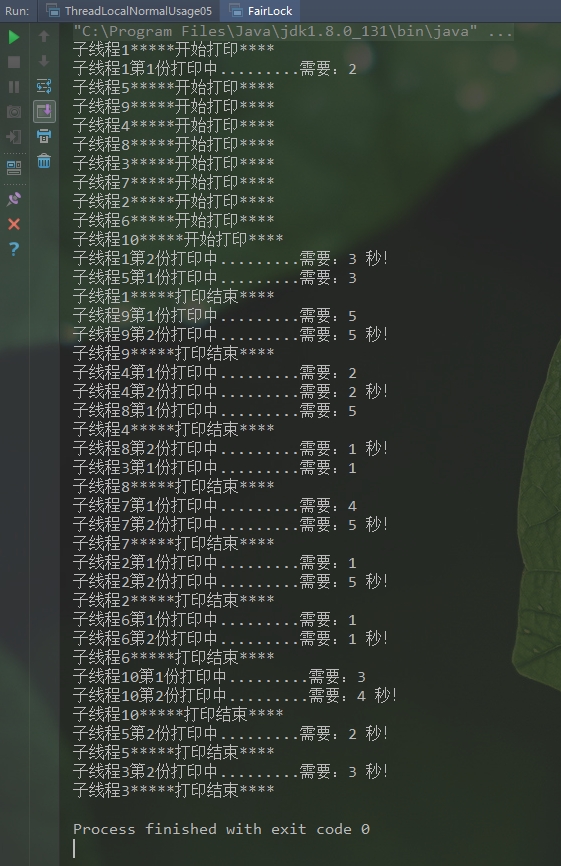 Run: ThreadLocalNormalUsage05 FairLock
"C:\Program Files\Java\jdk1.8.0_131\bin\java" ...
子线程1*****开始打印****
子线程1第1份打印中.........需要：2
子线程5*****开始打印****
子线程9*****开始打印****
子线程4*****开始打印****
子线程8*****开始打印****
子线程3*****开始打印****
子线程7*****开始打印****
子线程2*****开始打印****
子线程6*****开始打印****
子线程10*****开始打印****
子线程1第2份打印中.........需要：3 秒！
子线程5第1份打印中.........需要：3
子线程1*****打印结束****
子线程9第1份打印中.........需要：5
子线程9第2份打印中.........需要：5 秒！
子线程9*****打印结束****
子线程4第1份打印中.........需要：2
子线程4第2份打印中.........需要：2 秒！
子线程8第1份打印中.........需要：5
子线程4*****打印结束****
子线程8第2份打印中.........需要：1 秒！
子线程3第1份打印中.........需要：1
子线程8*****打印结束****
子线程7第1份打印中.........需要：4
子线程7第2份打印中.........需要：5 秒！
子线程7*****打印结束****
子线程2第1份打印中.........需要：1
子线程2第2份打印中.........需要：5 秒！
子线程2*****打印结束****
子线程6第1份打印中.........需要：1
子线程6第2份打印中.........需要：1 秒！
子线程6*****打印结束****
子线程10第1份打印中.........需要：3
子线程10第2份打印中.........需要：4 秒！
子线程10*****打印结束****
子线程5第2份打印中.........需要：2 秒！
子线程5*****打印结束****
子线程3第2份打印中.........需要：3 秒！
子线程3*****打印结束****
Process finished with exit code 0